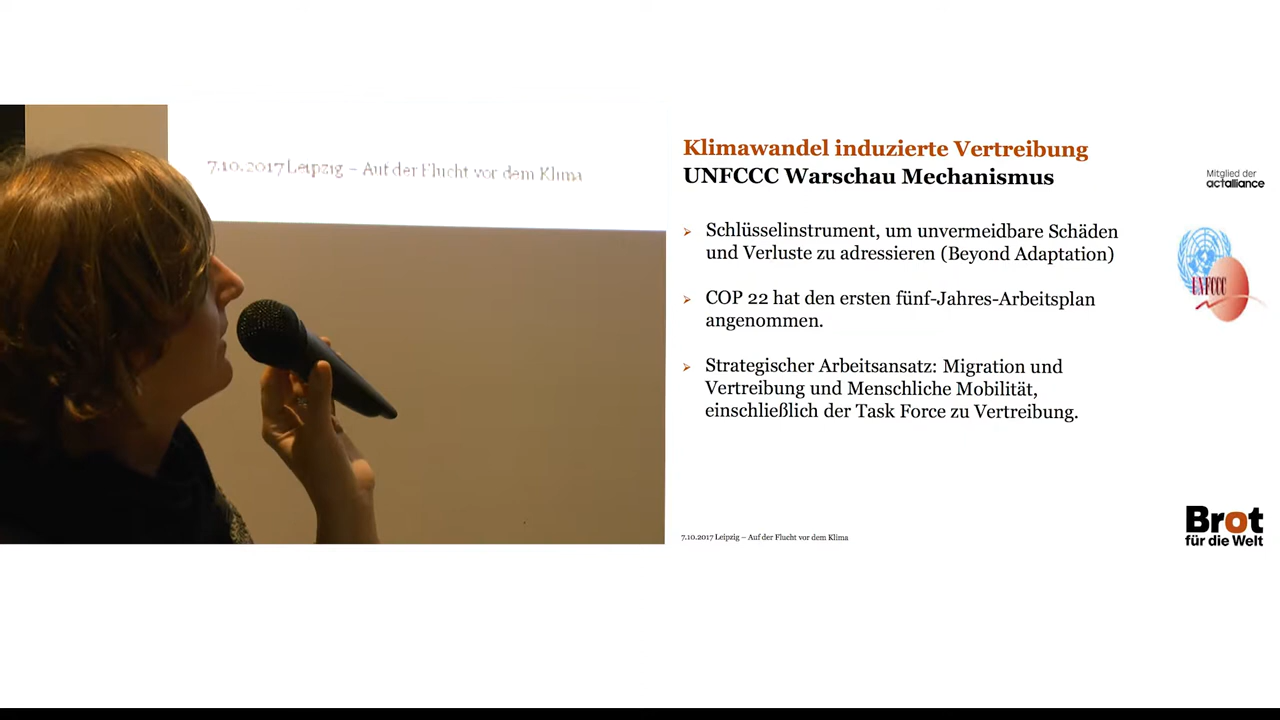 7.10.2017 Leipzig – Auf der Flucht vor dem Klima
Klimawandel induzierte Vertreibung
UNFCCC Warschau Mechanismus
Mitglied der
actalliance
➢ Schlüsselinstrument, um unvermeidbare Schäden
und Verluste zu adressieren (Beyond Adaptation)
UNFCCC
➢ COP 22 hat den ersten fünf-Jahres-Arbeitsplan
angenommen.
➢ Strategischer Arbeitsansatz: Migration und
Vertreibung und Menschliche Mobilität,
einschließlich der Task Force zu Vertreibung.
Brot
für die Welt
7.10.2017 Leipzig – Auf der Flucht vor dem Klima